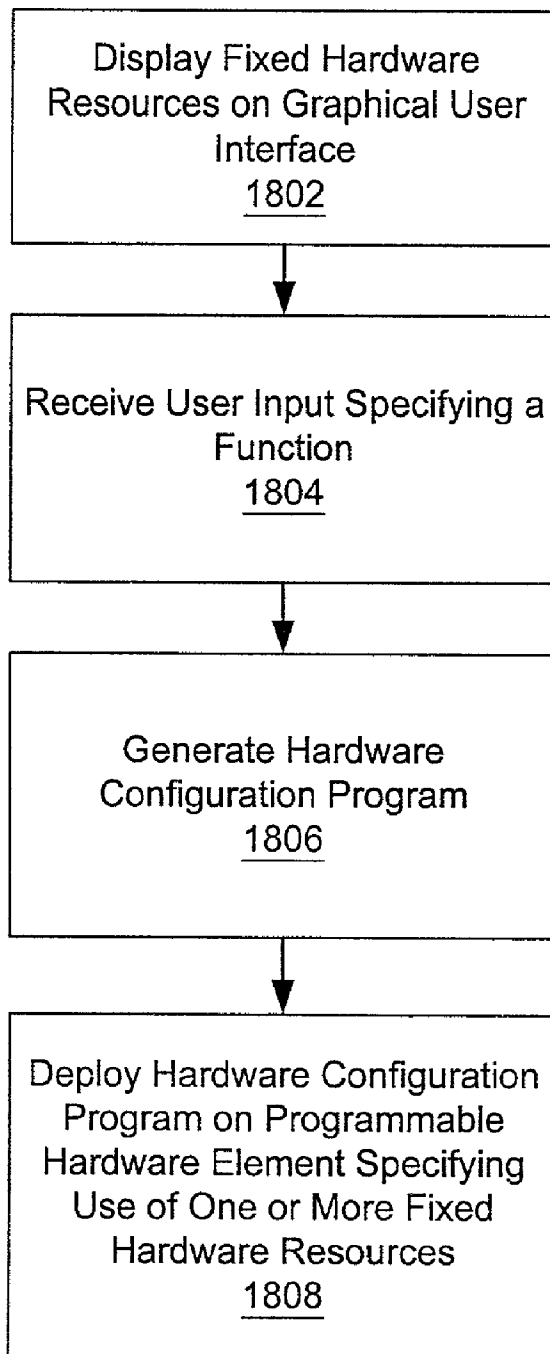 Display Fixed Hardware
Resources on Graphical User
Interface
1802
Receive User Input Specifying a
Function
1804
Generate Hardware
Configuration Program
1806
Deploy Hardware Configuration
Program on Programmable
Hardware Element Specifying
Use of One or More Fixed
Hardware Resources
1808